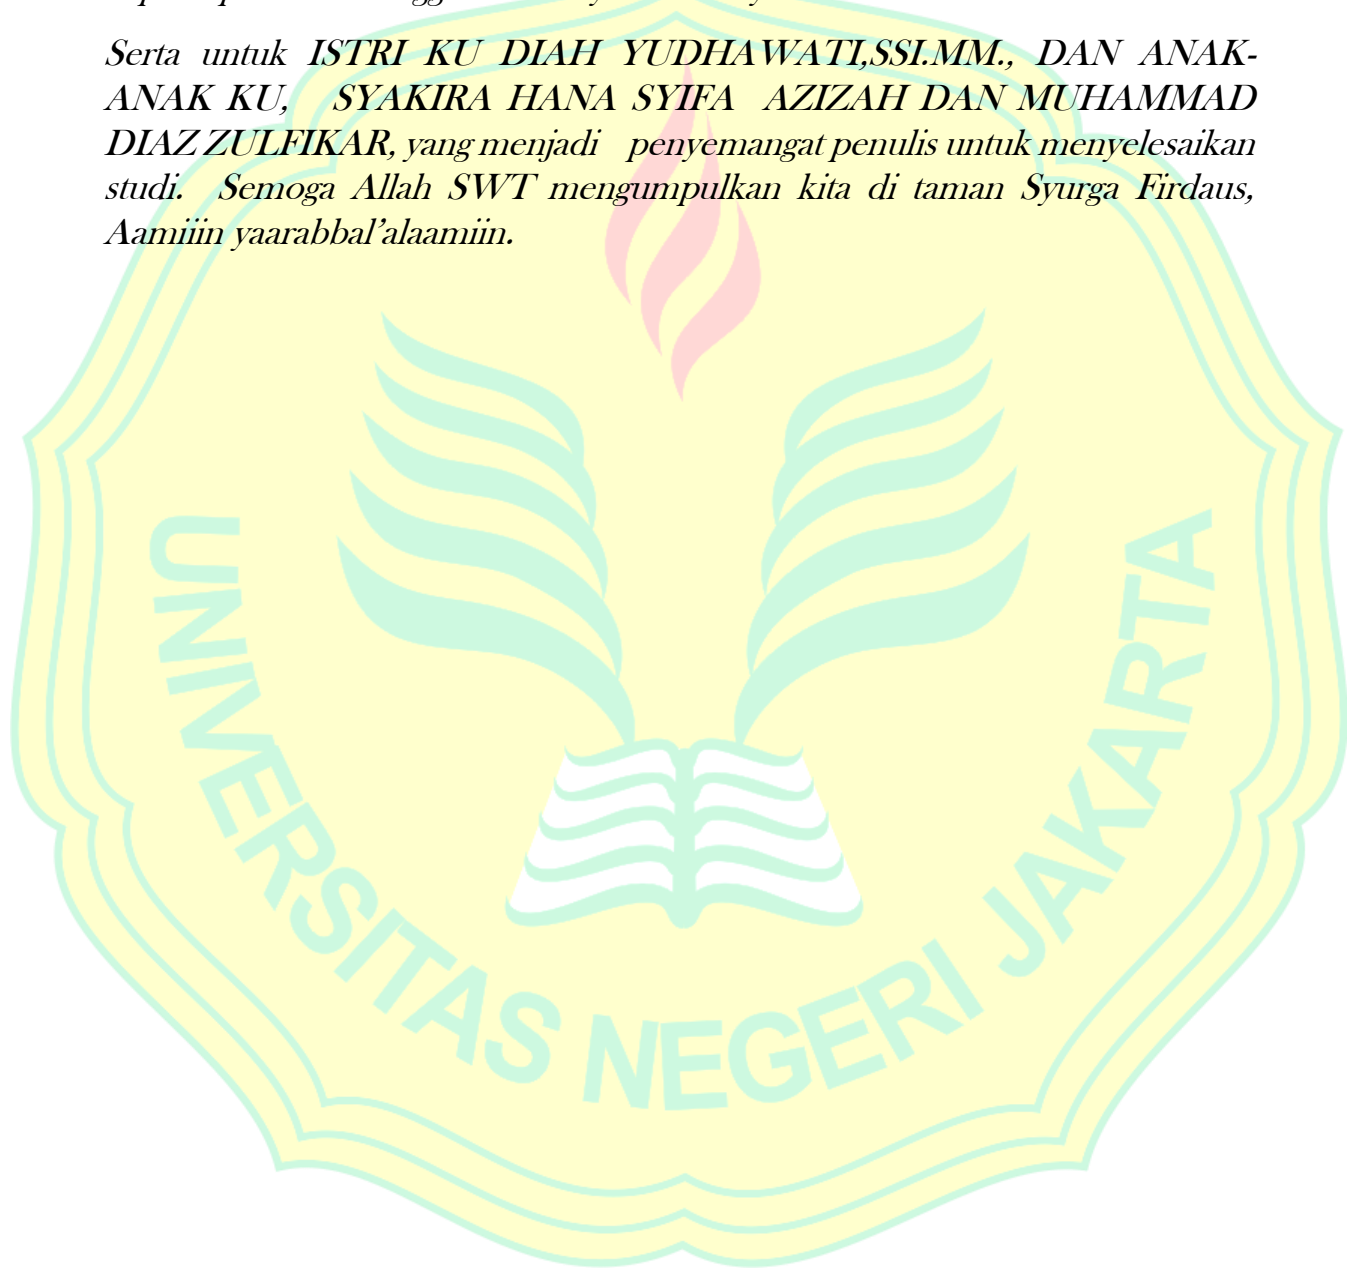 Serta untuk ISTRI KU DIAH YUDHAWATI,SSI.MM., DAN ANAK-
ANAK KU, SYAKIRA HANA SYIFA AZIZAH DAN MUHAMMAD
DIAZ ZULFIKAR, yang menjadi penyemangat penulis untuk menyelesaikan
studi. Semoga Allah SWT mengumpulkan kita di taman Syurga Firdaus,
Aamiiin yaarabbal’alaamiin.
UNIVERSITAS NEGERI JAKARTA